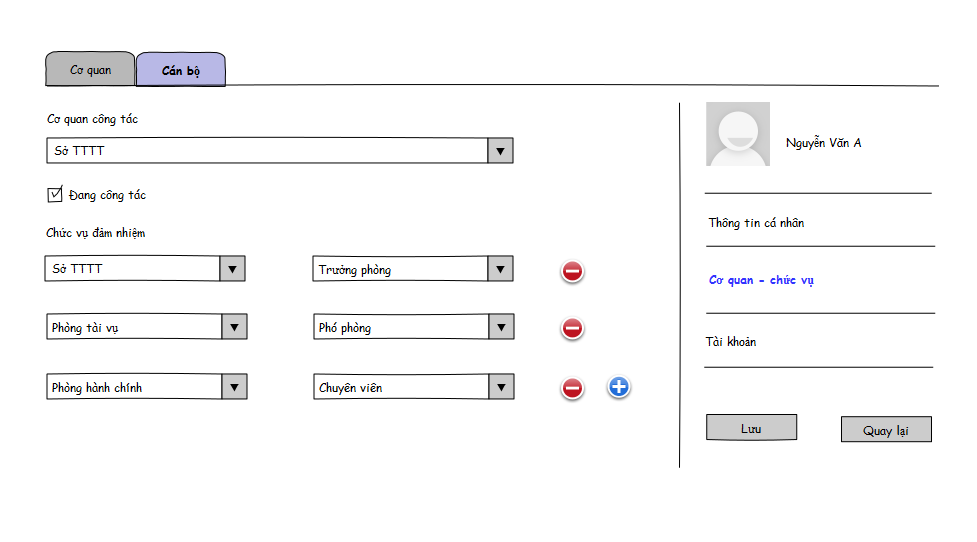 Cơ quan
Cán bộ
Cơ quan công tác
Sở TTTT
Đang công tác
Chức vụ đảm nhiệm
Sở TTTT
Trưởng phòng
Phòng tài vụ
Phó phòng
Phòng hành chính
Chuyên viên
Nguyễn Văn A
Thông tin cá nhân
Cơ quan - chức vụ
Tài khoản
Lưu
Quay lại